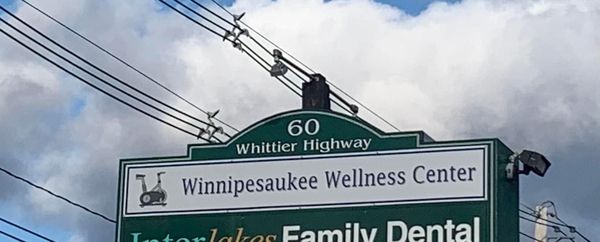 60
Whittier Highway
Winnipesaukee Wellness Center
Interlakes Family Dental